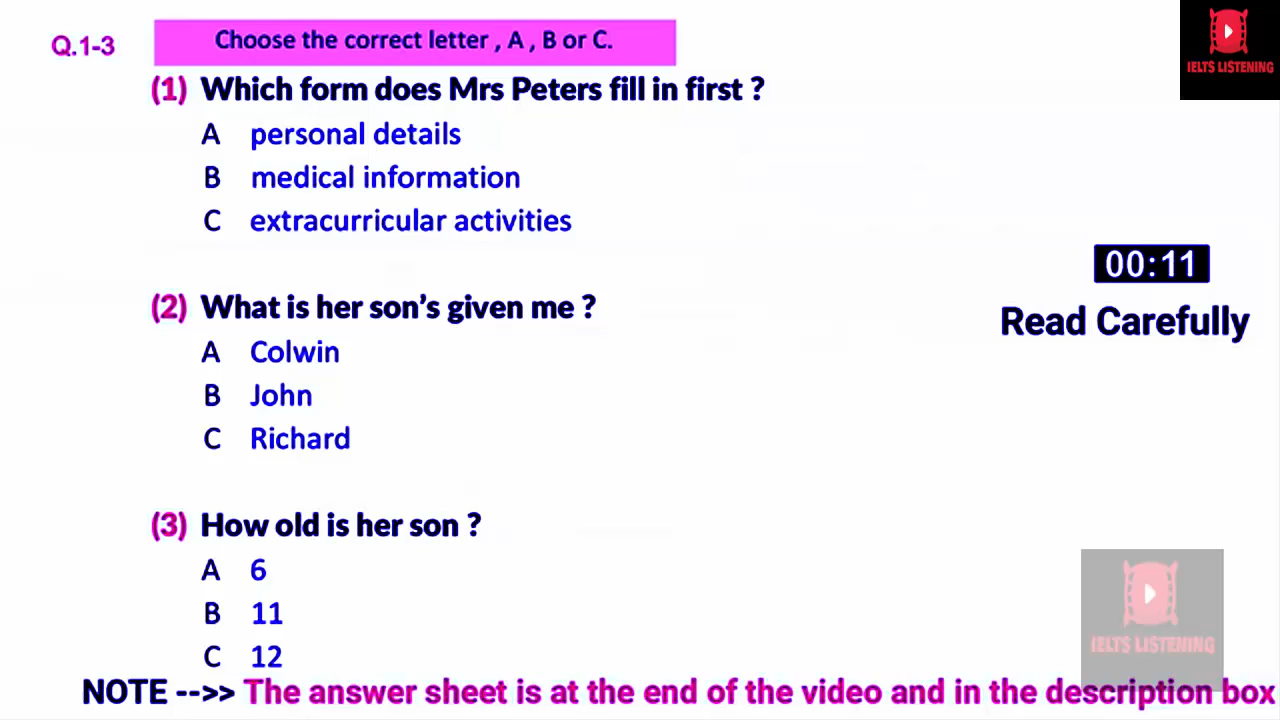 Q.1-3
Choose the correct letter , A , B or C.
IELTS LISTENING
(1) Which form does Mrs Peters fill in first ?
A personal details
B medical information
C extracurricular activities
00:11
Read Carefully
(2) What is her son's given me ?
A Colwin
B John
C Richard
(3) How old is her son ?
A 6
B 11
C 12
IELTS LISTENING
NOTE -->> The answer sheet is at the end of the video and in the description box